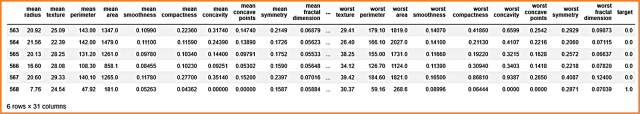 mean radius mean texture mean perimeter mean area mean smoothness mean compactness mean concavity mean concave points mean symmetry mean fractal dimension ... worst texture worst perimeter worst area worst smoothness worst compactness worst concavity worst concave points worst symmetry worst fractal dimension target
563 20.92 25.09 143.00 1347.0 0.10990 0.22360 0.31740 0.14740 0.2149 0.06879 ... 29.41 179.10 1819.0 0.14070 0.41860 0.6599 0.2542 0.2929 0.09873 0.0
564 21.56 22.39 142.00 1479.0 0.11100 0.11590 0.24390 0.13890 0.1726 0.05623 ... 26.40 166.10 2027.0 0.14100 0.21130 0.4107 0.2216 0.2060 0.07115 0.0
565 20.13 28.25 131.20 1261.0 0.09780 0.10340 0.14400 0.09791 0.1752 0.05533 ... 38.25 155.00 1731.0 0.11660 0.19220 0.3215 0.1628 0.2572 0.06637 0.0
566 16.60 28.08 108.30 858.1 0.08455 0.10230 0.09251 0.05302 0.1590 0.05648 ... 34.12 126.70 1124.0 0.11390 0.30940 0.3403 0.1418 0.2218 0.07820 0.0
567 20.60 29.33 140.10 1265.0 0.11780 0.27700 0.35140 0.15200 0.2397 0.07016 ... 39.42 184.60 1821.0 0.16500 0.86810 0.9387 0.2650 0.4087 0.12400 0.0
568 7.76 24.54 47.92 181.0 0.05263 0.04362 0.00000 0.00000 0.1587 0.05884 ... 30.37 59.16 268.6 0.08996 0.06444 0.0000 0.0000 0.2871 0.07039 1.0
6 rows × 31 columns